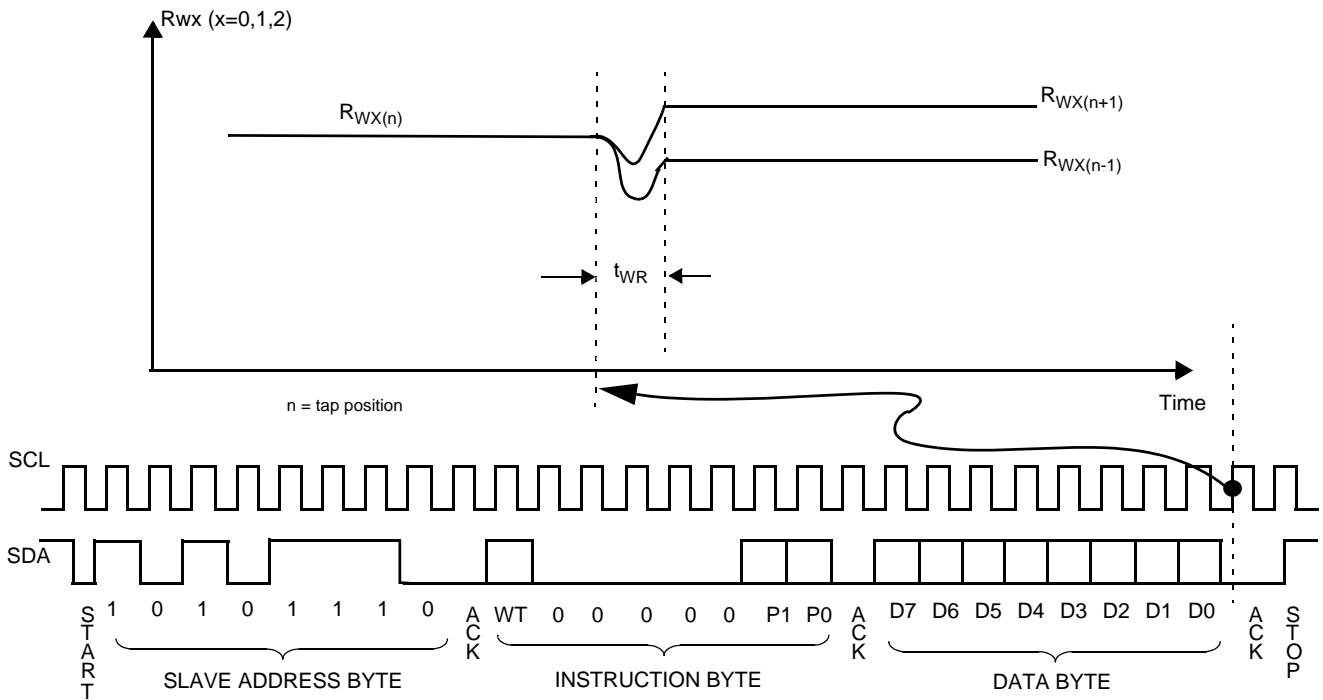 Rwx (x=0,1,2)
RWX(n)
RWX(n+1)
RWX(n-1)
tWR
n = tap position
Time
SCL
SDA
START 1 0 1 0 1 1 1 0 ACK WT 0 0 0 0 0 P1 P0 ACK D7 D6 D5 D4 D3 D2 D1 D0 ACK STOP
SLAVE ADDRESS BYTE INSTRUCTION BYTE DATA BYTE